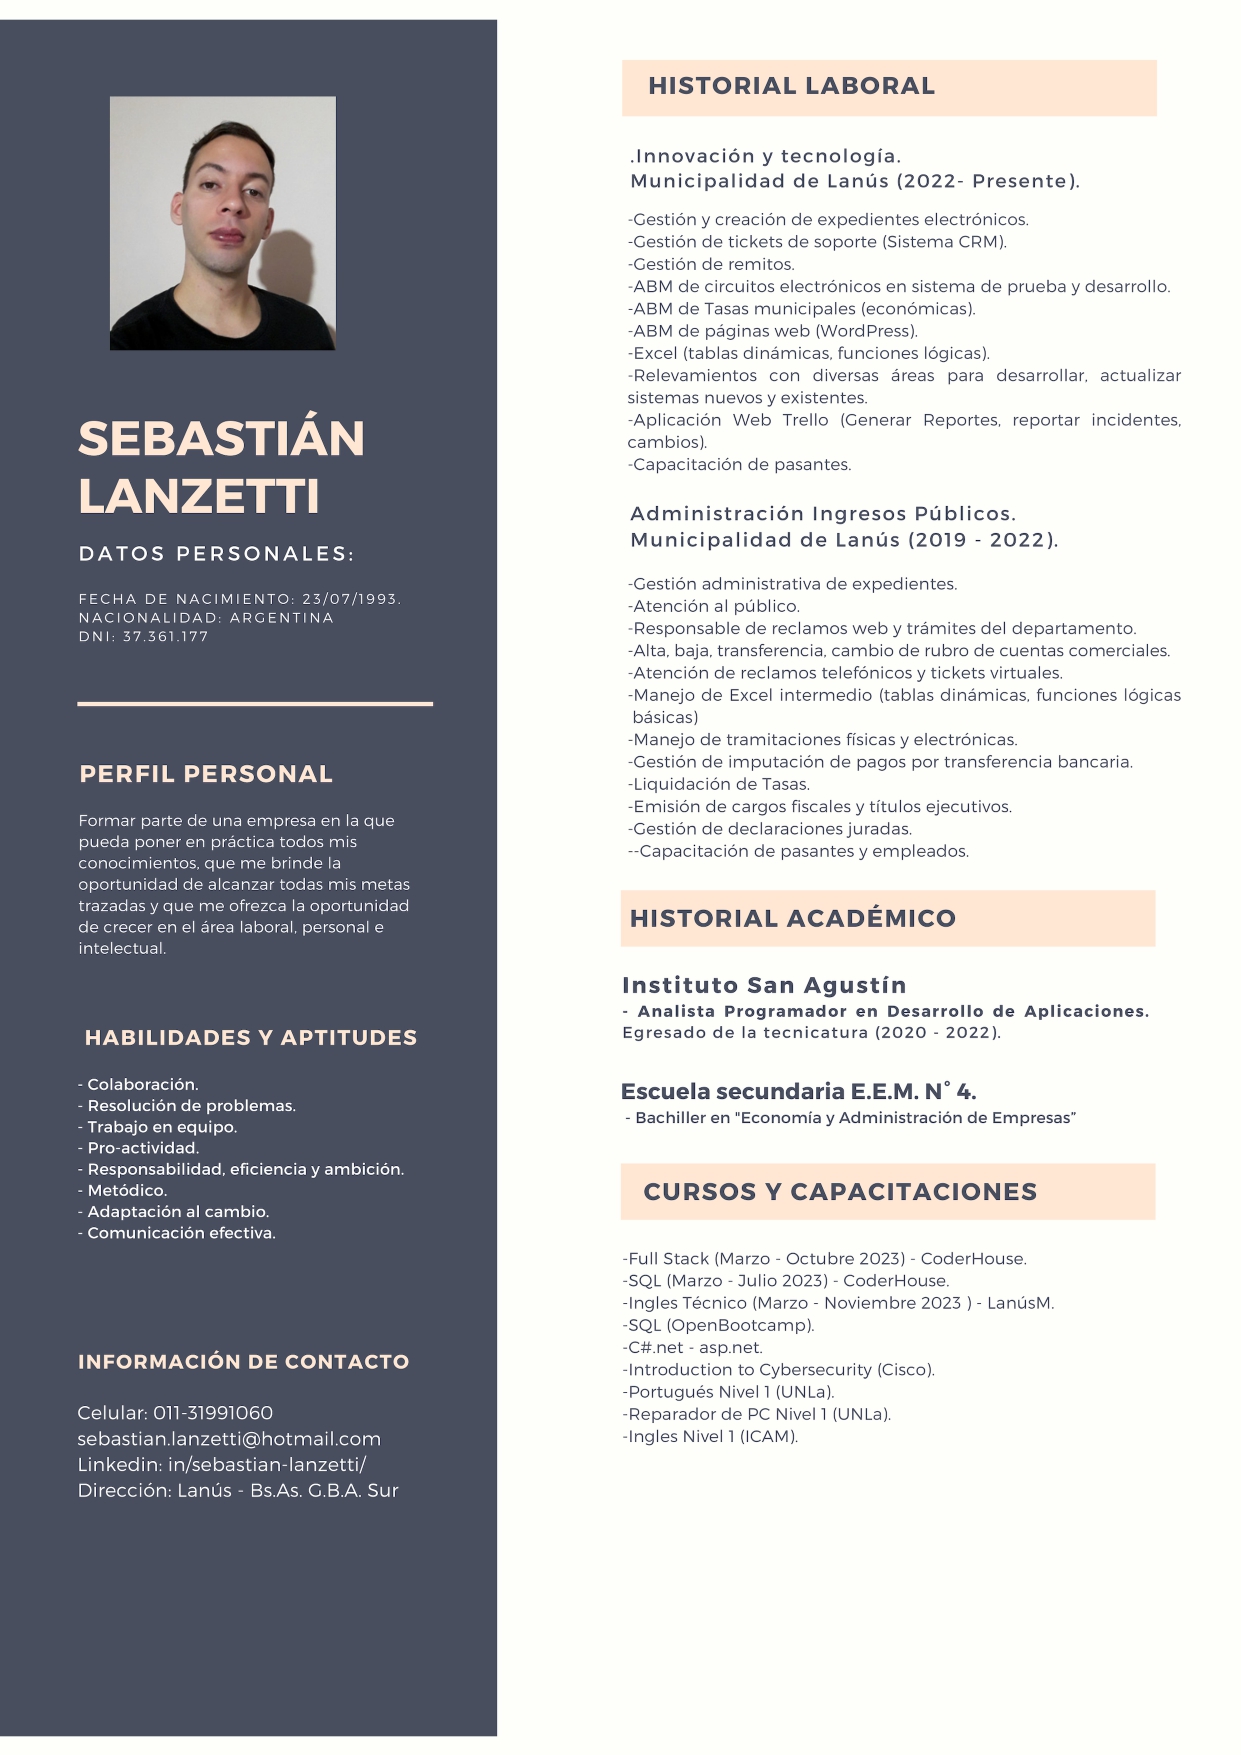 SEBASTIÁN
LANZETTI
DATOS PERSONALES:
FECHA DE NACIMIENTO: 23/07/1993.
NACIONALIDAD: ARGENTINA
DNI: 37.361.177
PERFIL PERSONAL
Formar parte de una empresa en la que
pueda poner en práctica todos mis
conocimientos, que me brinde la
oportunidad de alcanzar todas mis metas
trazadas y que me ofrezca la oportunidad
de crecer en el área laboral, personal e
intelectual.
HABILIDADES Y APTITUDES
- Colaboración.
- Resolución de problemas.
- Trabajo en equipo.
- Pro-actividad.
- Responsabilidad, eficiencia y ambición.
- Metódico.
- Adaptación al cambio.
- Comunicación efectiva.
INFORMACIÓN DE CONTACTO
Celular: 011-31991060
sebastian.lanzetti@hotmail.com
Linkedin: in/sebastian-lanzetti/
Dirección: Lanús - Bs.As. G.B.A. Sur
HISTORIAL LABORAL
.Innovación y tecnología.
Municipalidad de Lanús (2022- Presente).
-Gestión y creación de expedientes electrónicos.
-Gestión de tickets de soporte (Sistema CRM).
-Gestión de remitos.
-ABM de circuitos electrónicos en sistema de prueba y desarrollo.
-ABM de Tasas municipales (económicas).
-ABM de páginas web (WordPress).
-Excel (tablas dinámicas, funciones lógicas).
-Relevamientos con diversas áreas para desarrollar, actualizar
sistemas nuevos y existentes.
-Aplicación Web Trello (Generar Reportes, reportar incidentes,
cambios).
-Capacitación de pasantes.
Administración Ingresos Públicos.
Municipalidad de Lanús (2019 - 2022).
-Gestión administrativa de expedientes.
-Atención al público.
-Responsable de reclamos web y trámites del departamento.
-Alta, baja, transferencia, cambio de rubro de cuentas comerciales.
-Atención de reclamos telefónicos y tickets virtuales.
-Manejo de Excel intermedio (tablas dinámicas, funciones lógicas
básicas)
-Manejo de tramitaciones físicas y electrónicas.
-Gestión de imputación de pagos por transferencia bancaria.
-Liquidación de Tasas.
-Emisión de cargos fiscales y títulos ejecutivos.
-Gestión de declaraciones juradas.
--Capacitación de pasantes y empleados.
HISTORIAL ACADÉMICO
Instituto San Agustín
- Analista Programador en Desarrollo de Aplicaciones.
Egresado de la tecnicatura (2020 - 2022).
Escuela secundaria E.E.M. N° 4.
- Bachiller en "Economía y Administración de Empresas”
CURSOS Y CAPACITACIONES
-Full Stack (Marzo - Octubre 2023) - CoderHouse.
-SQL (Marzo - Julio 2023) - CoderHouse.
-Ingles Técnico (Marzo - Noviembre 2023 ) - LanúsM.
-SQL (OpenBootcamp).
-C#.net - asp.net.
-Introduction to Cybersecurity (Cisco).
-Portugués Nivel 1 (UNLa).
-Reparador de PC Nivel 1 (UNLa).
-Ingles Nivel 1 (ICAM).